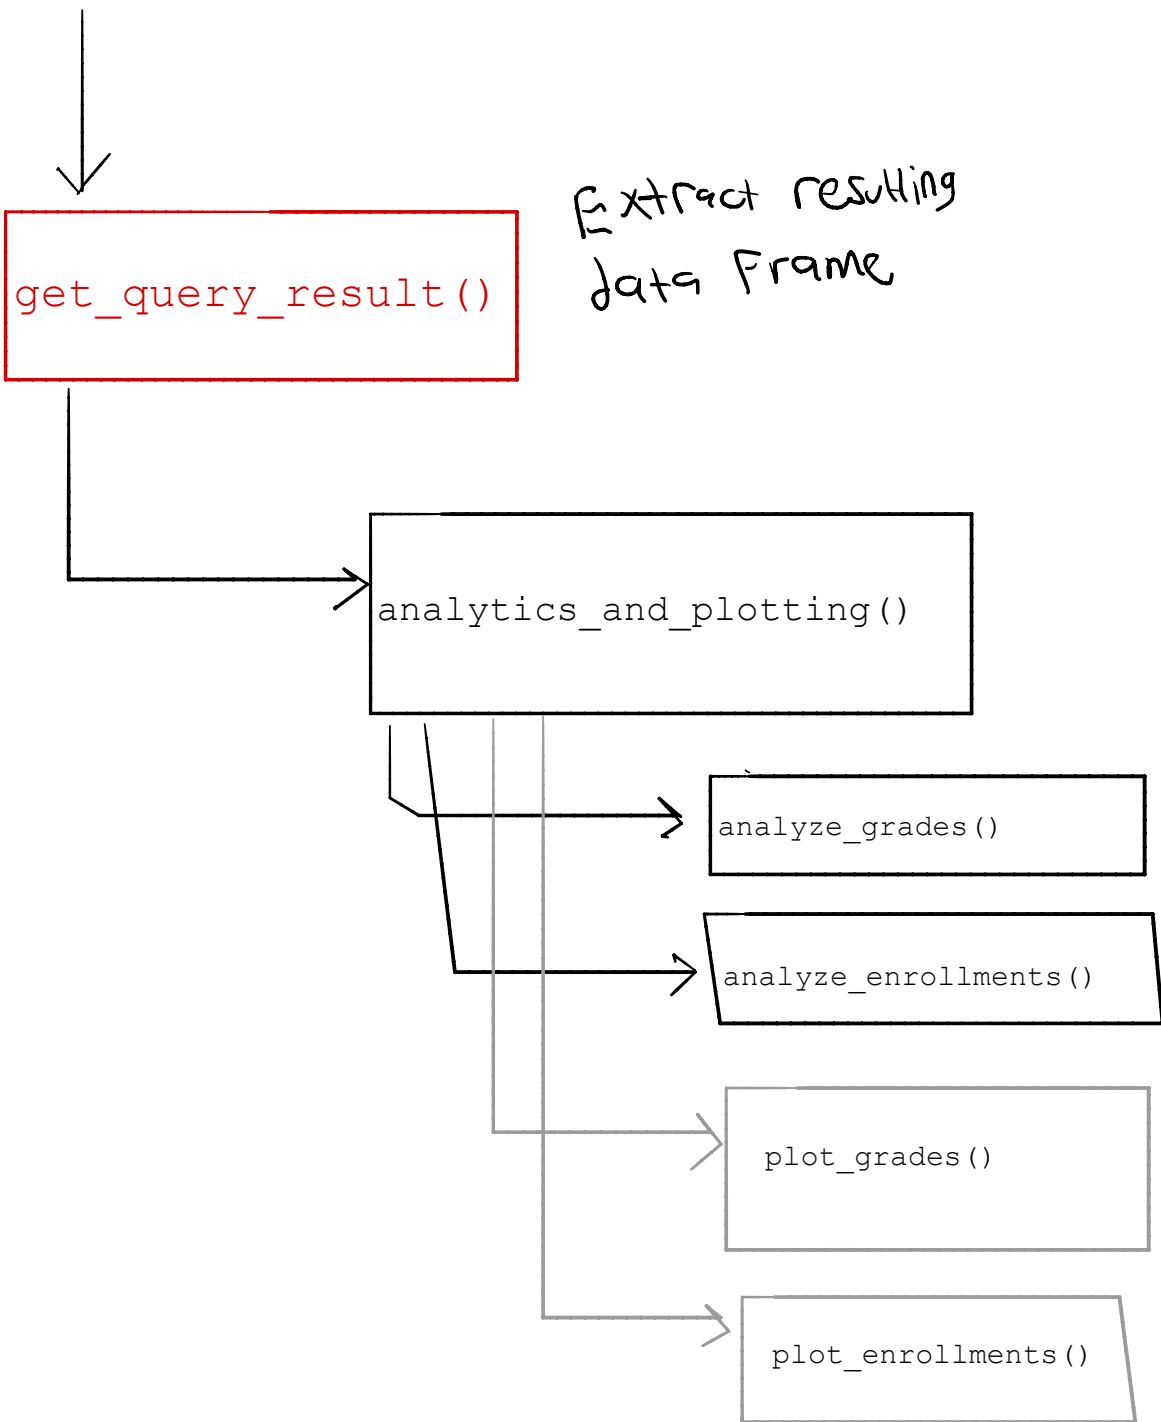 Extract resulting
data Frame
get_query_result()
analytics_and_plotting()
analyze_grades()
analyze_enrollments()
plot_grades()
plot_enrollments()